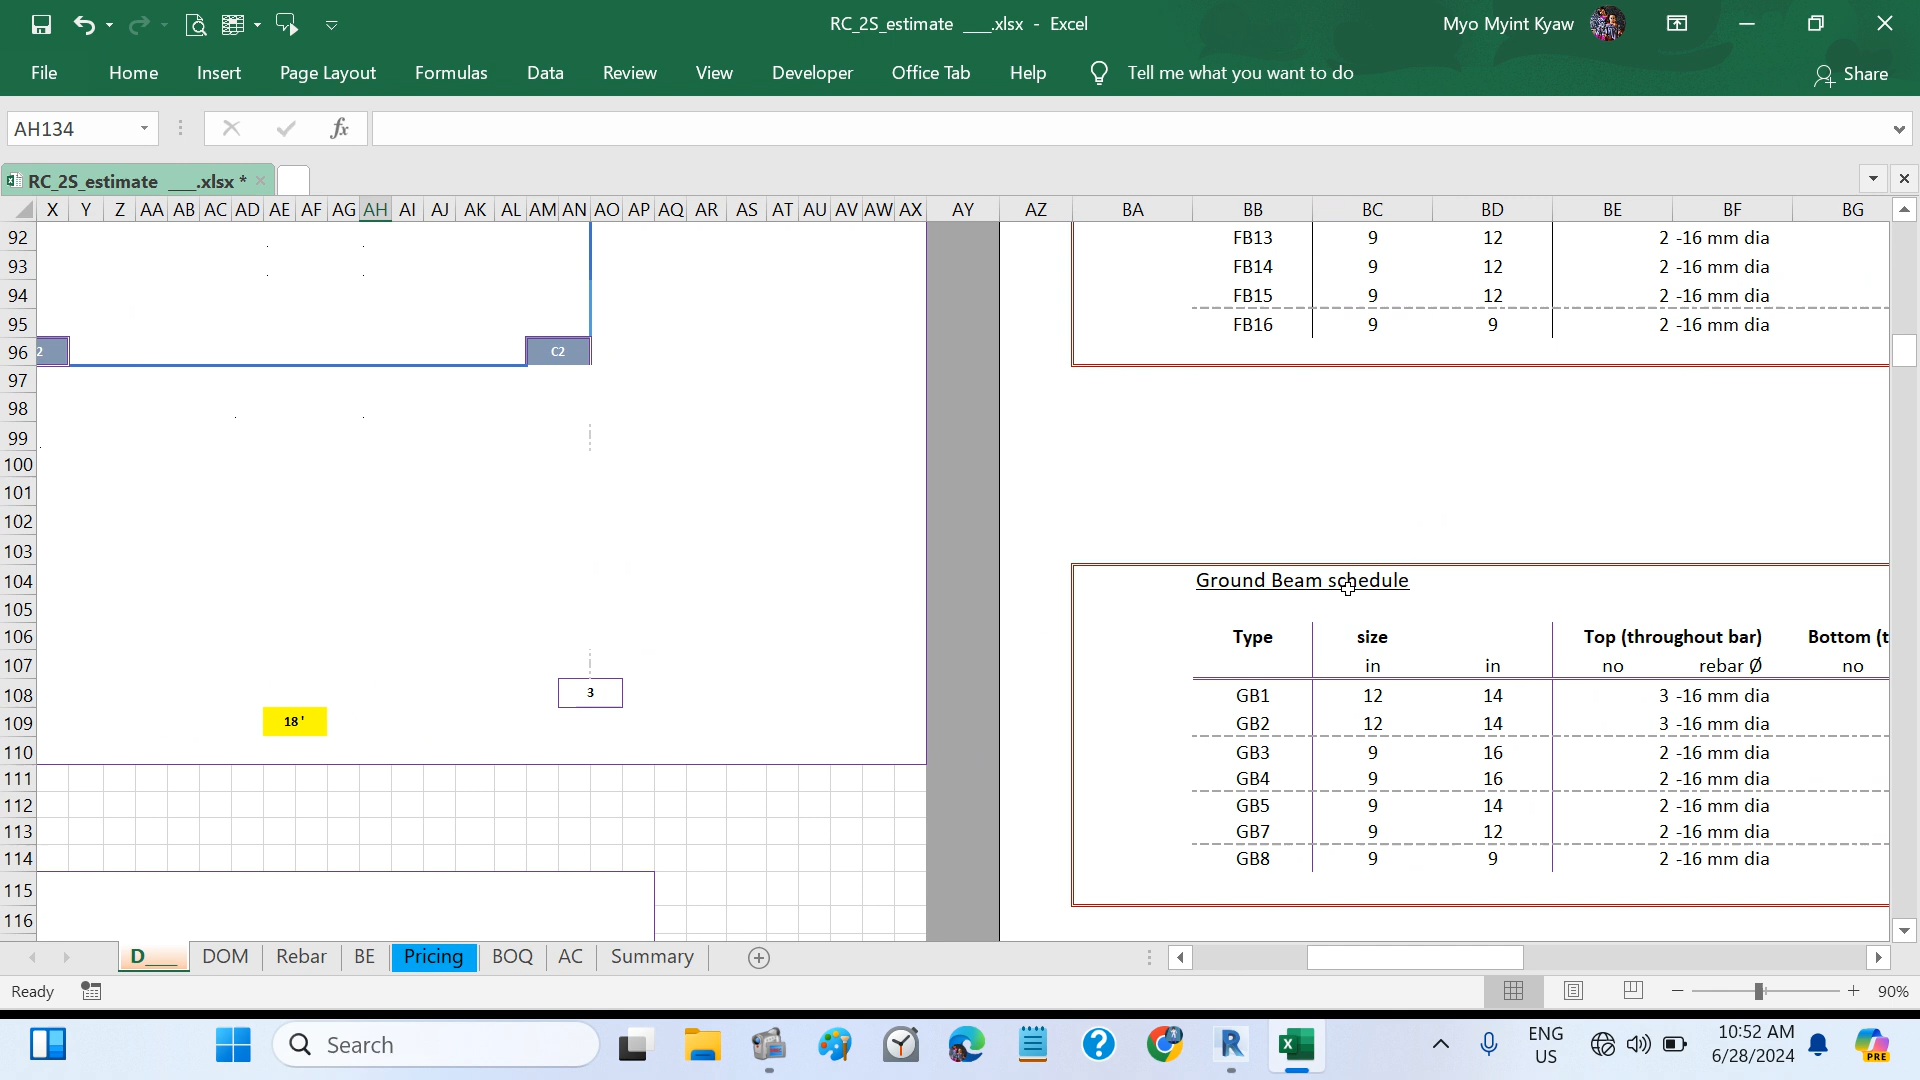 RC_2S_estimate ___.xlsx - Excel
Myo Myint Kyaw
File Home Insert Page Layout Formulas Data Review View Developer Office Tab Help Tell me what you want to do Share
AH134
fx
RC_2S_estimate ___.xlsx *
X Y Z AA AB AC AD AE AF AG AH AI AJ AK AL AM AN AO AP AQ AR AS AT AU AV AW AX AY AZ BA BB BC BD BE BF BG
92 FB13 9 12 2 -16 mm dia
93 FB14 9 12 2 -16 mm dia
94 FB15 9 12 2 -16 mm dia
95 FB16 9 9 2 -16 mm dia
96 2 C2
97
98
99
100
101
102
103
104 Ground Beam schedule
105
106 Type size Top (throughout bar) Bottom (t
107 in in no rebar Ø no
108 3 GB1 12 14 3 -16 mm dia
109 18 ' GB2 12 14 3 -16 mm dia
110 GB3 9 16 2 -16 mm dia
111 GB4 9 16 2 -16 mm dia
112 GB5 9 14 2 -16 mm dia
113 GB7 9 12 2 -16 mm dia
114 GB8 9 9 2 -16 mm dia
115
116
D___ DOM Rebar BE Pricing BOQ AC Summary
Ready 90%
Search
ENG
US
10:52 AM
6/28/2024
PRE